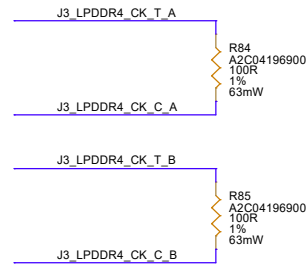 J3_LPDDR4_CK_T_A
R84
A2C04196900
100R
1%
63mW
J3_LPDDR4_CK_C_A
J3_LPDDR4_CK_T_B
R85
A2C04196900
100R
1%
63mW
J3_LPDDR4_CK_C_B